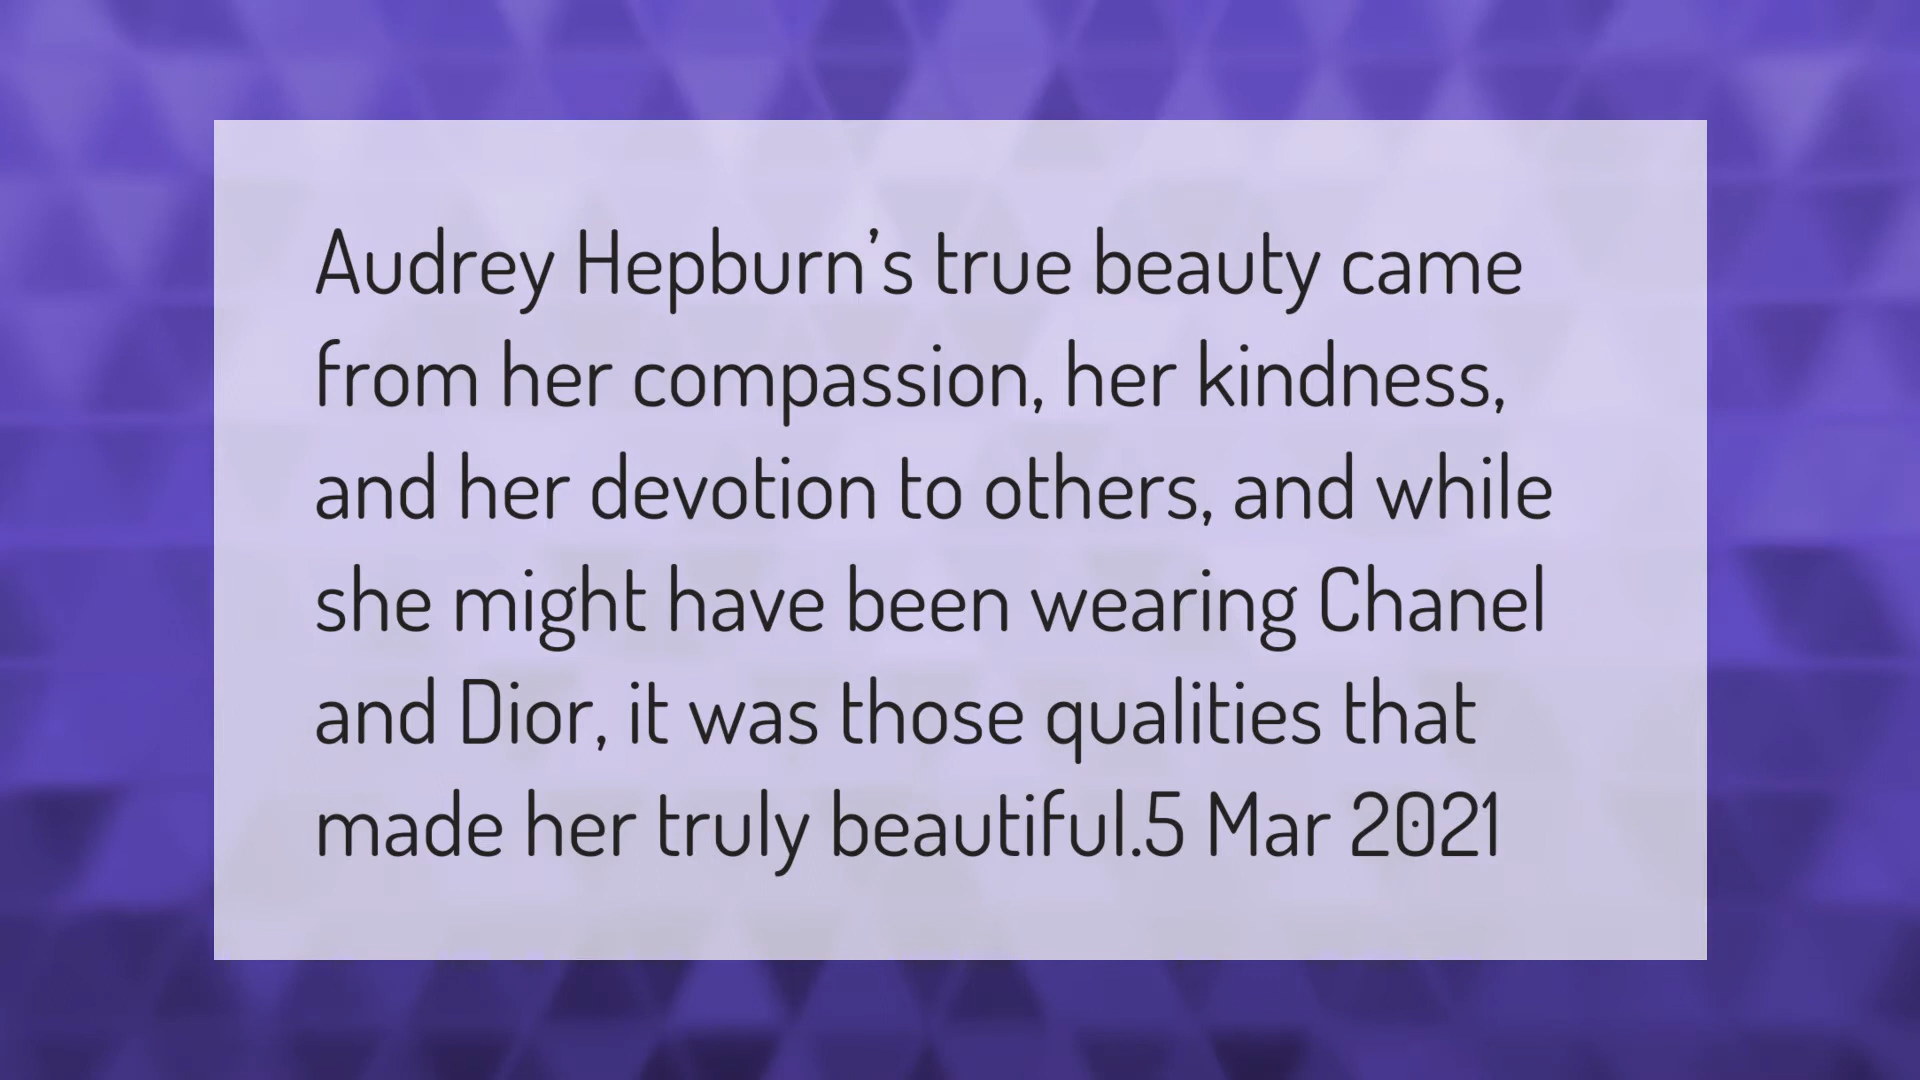 Audrey Hepburn’s true beauty came
from her compassion, her kindness,
and her devotion to others, and while
she might have been wearing Chanel
and Dior, it was those qualities that
made her truly beautiful.5 Mar 2021